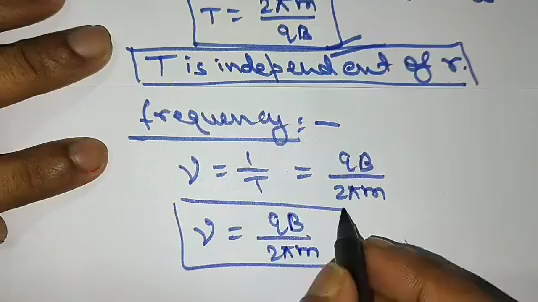 T = 2πm/qB
T is independent of r.
frequency :-
ν = 1/T = qB/2πm
ν = qB/2πm